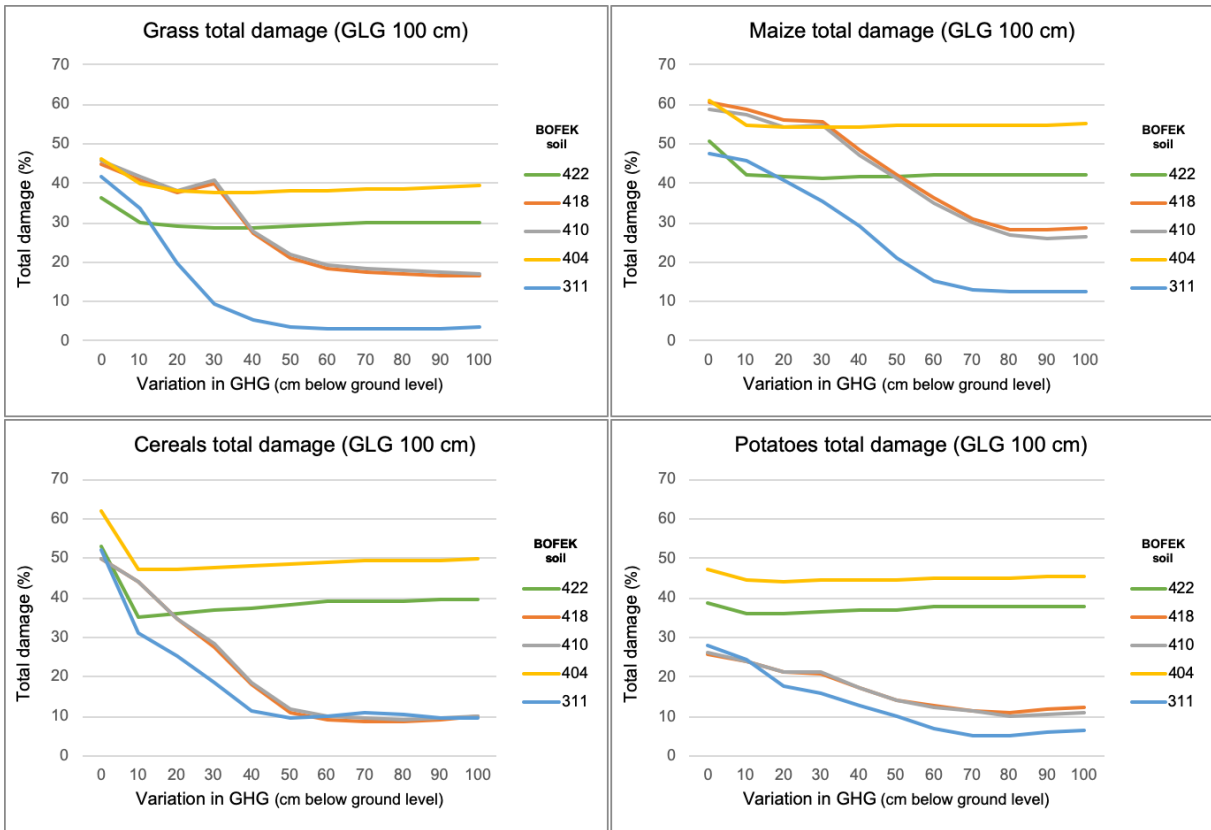 Grass total damage (GLG 100 cm)
Total damage (%)
70
60
50
40
30
20
10
0
0 10 20 30 40 50 60 70 80 90 100
Variation in GHG (cm below ground level)
BOFEK
soil
422
418
410
404
311
Maize total damage (GLG 100 cm)
Total damage (%)
70
60
50
40
30
20
10
0
0 10 20 30 40 50 60 70 80 90 100
Variation in GHG (cm below ground level)
BOFEK
soil
422
418
410
404
311
Cereals total damage (GLG 100 cm)
Total damage (%)
70
60
50
40
30
20
10
0
0 10 20 30 40 50 60 70 80 90 100
Variation in GHG (cm below ground level)
BOFEK
soil
422
418
410
404
311
Potatoes total damage (GLG 100 cm)
Total damage (%)
70
60
50
40
30
20
10
0
0 10 20 30 40 50 60 70 80 90 100
Variation in GHG (cm below ground level)
BOFEK
soil
422
418
410
404
311